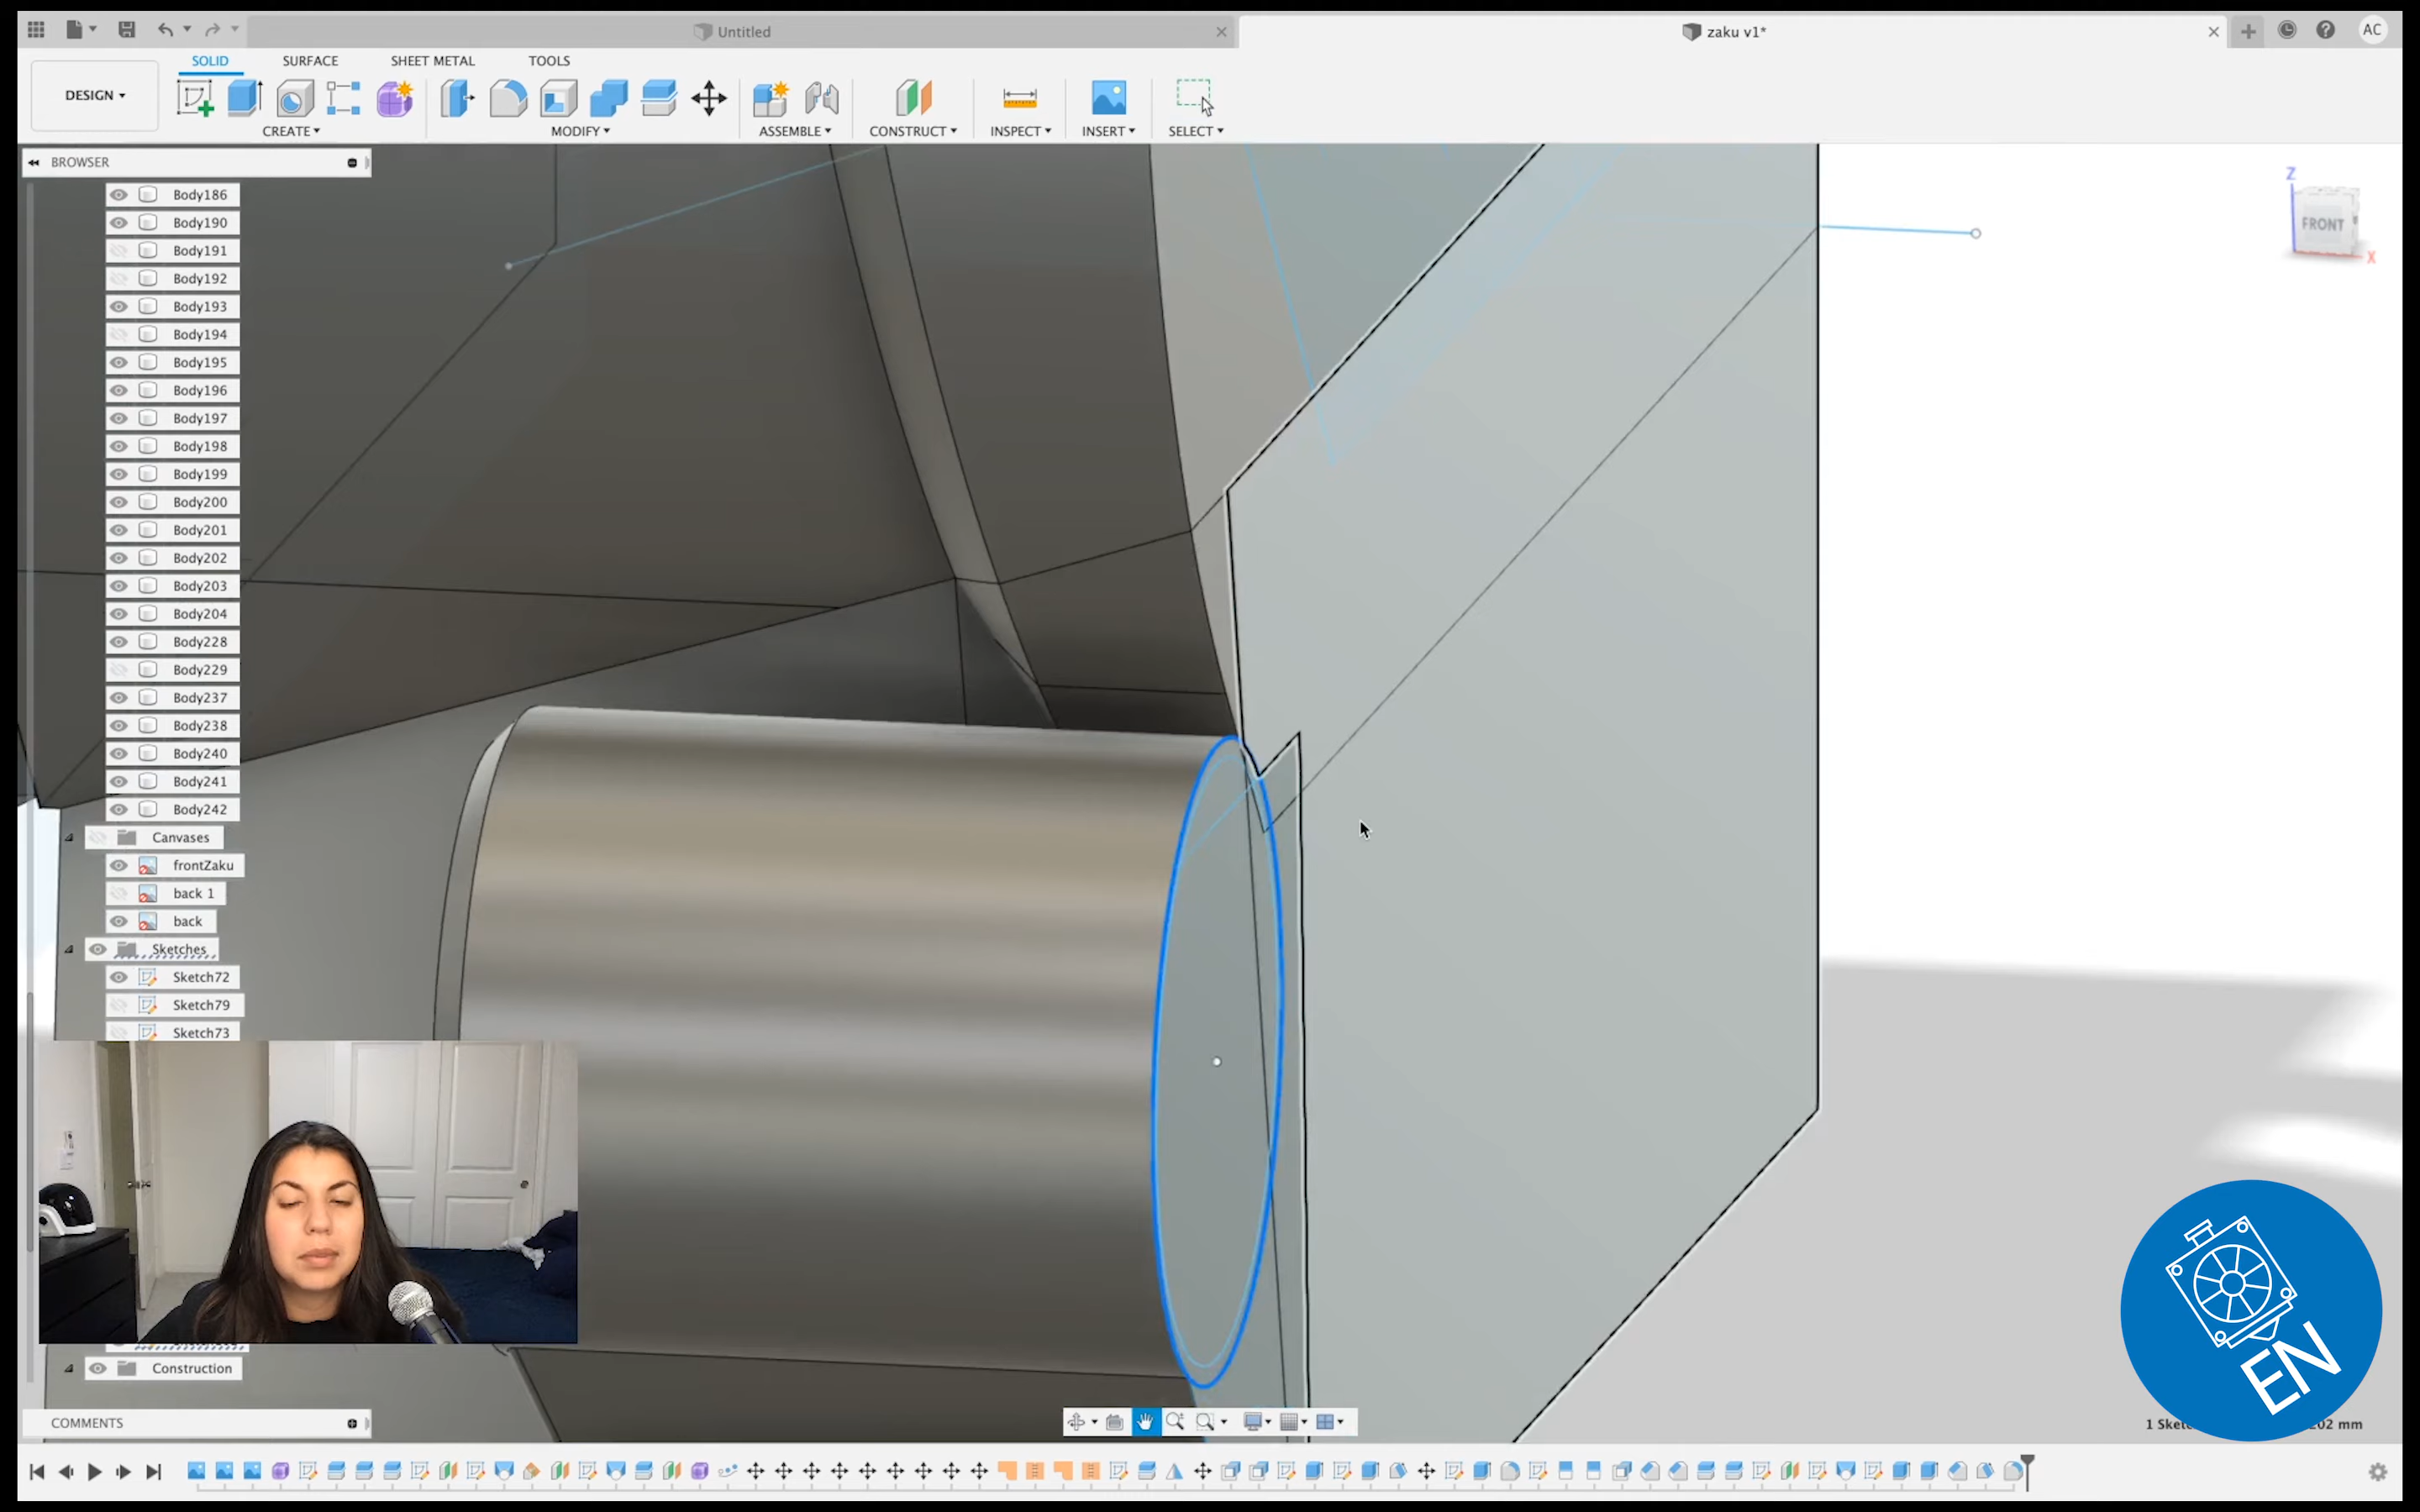 Untitled
zaku v1*
AC
SOLID
SURFACE
SHEET METAL
TOOLS
DESIGN
CREATE
MODIFY
ASSEMBLE
CONSTRUCT
INSPECT
INSERT
SELECT
BROWSER
Body186
Body190
Body191
Body192
Body193
Body194
Body195
Body196
Body197
Body198
Body199
Body200
Body201
Body202
Body203
Body204
Body228
Body229
Body237
Body238
Body240
Body241
Body242
Canvases
frontZaku
back 1
back
Sketches
Sketch72
Sketch79
Sketch73
Construction
COMMENTS
Z
FRONT
X
EN
1
mm